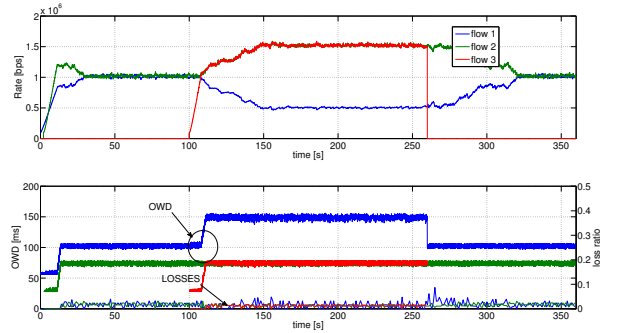 x 10⁶
2
1.5
1
0.5
0
Rate [bps]
flow 1
flow 2
flow 3
0 50 100 150 200 250 300 350
time [s]
200
150
100
50
0
OWD [ms]
OWD
LOSSES
0.5
0.4
0.3
0.2
0.1
0
loss ratio
0 50 100 150 200 250 300 350
time [s]